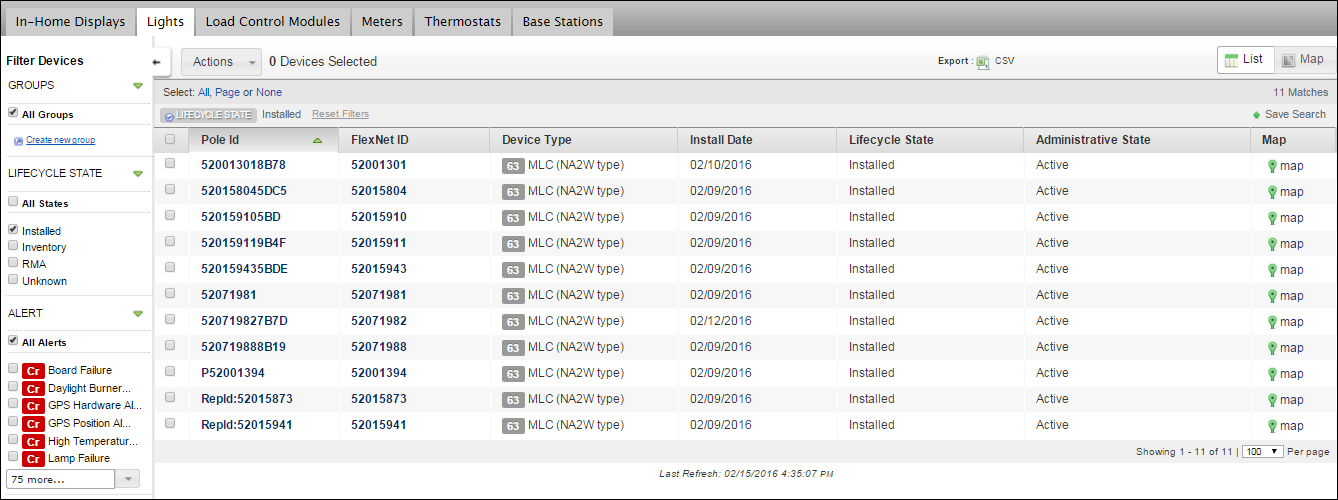 In-Home Displays Lights Load Control Modules Meters Thermostats Base Stations
Filter Devices
GROUPS
All Groups
Create new group
LIFECYCLE STATE
All States
Installed
Inventory
RMA
Unknown
ALERT
All Alerts
Cr Board Failure
Cr Daylight Burner...
Cr GPS Hardware Al...
Cr GPS Position Al...
Cr High Temperatur...
Cr Lamp Failure
75 more...
Actions 0 Devices Selected Export : CSV List Map
Select: All, Page or None 11 Matches
LIFECYCLE STATE Installed Reset Filters Save Search
Pole Id FlexNet ID Device Type Install Date Lifecycle State Administrative State Map
520013018B78 52001301 63 MLC (NA2W type) 02/10/2016 Installed Active map
520158045DC5 52015804 63 MLC (NA2W type) 02/09/2016 Installed Active map
520159105BD 52015910 63 MLC (NA2W type) 02/09/2016 Installed Active map
520159119B4F 52015911 63 MLC (NA2W type) 02/09/2016 Installed Active map
520159435BDE 52015943 63 MLC (NA2W type) 02/09/2016 Installed Active map
52071981 52071981 63 MLC (NA2W type) 02/09/2016 Installed Active map
520719827B7D 52071982 63 MLC (NA2W type) 02/12/2016 Installed Active map
520719888B19 52071988 63 MLC (NA2W type) 02/09/2016 Installed Active map
P52001394 52001394 63 MLC (NA2W type) 02/09/2016 Installed Active map
RepId:52015873 52015873 63 MLC (NA2W type) 02/09/2016 Installed Active map
RepId:52015941 52015941 63 MLC (NA2W type) 02/09/2016 Installed Active map
Showing 1 - 11 of 11 | 100 Per page
Last Refresh: 02/15/2016 4:35:07 PM